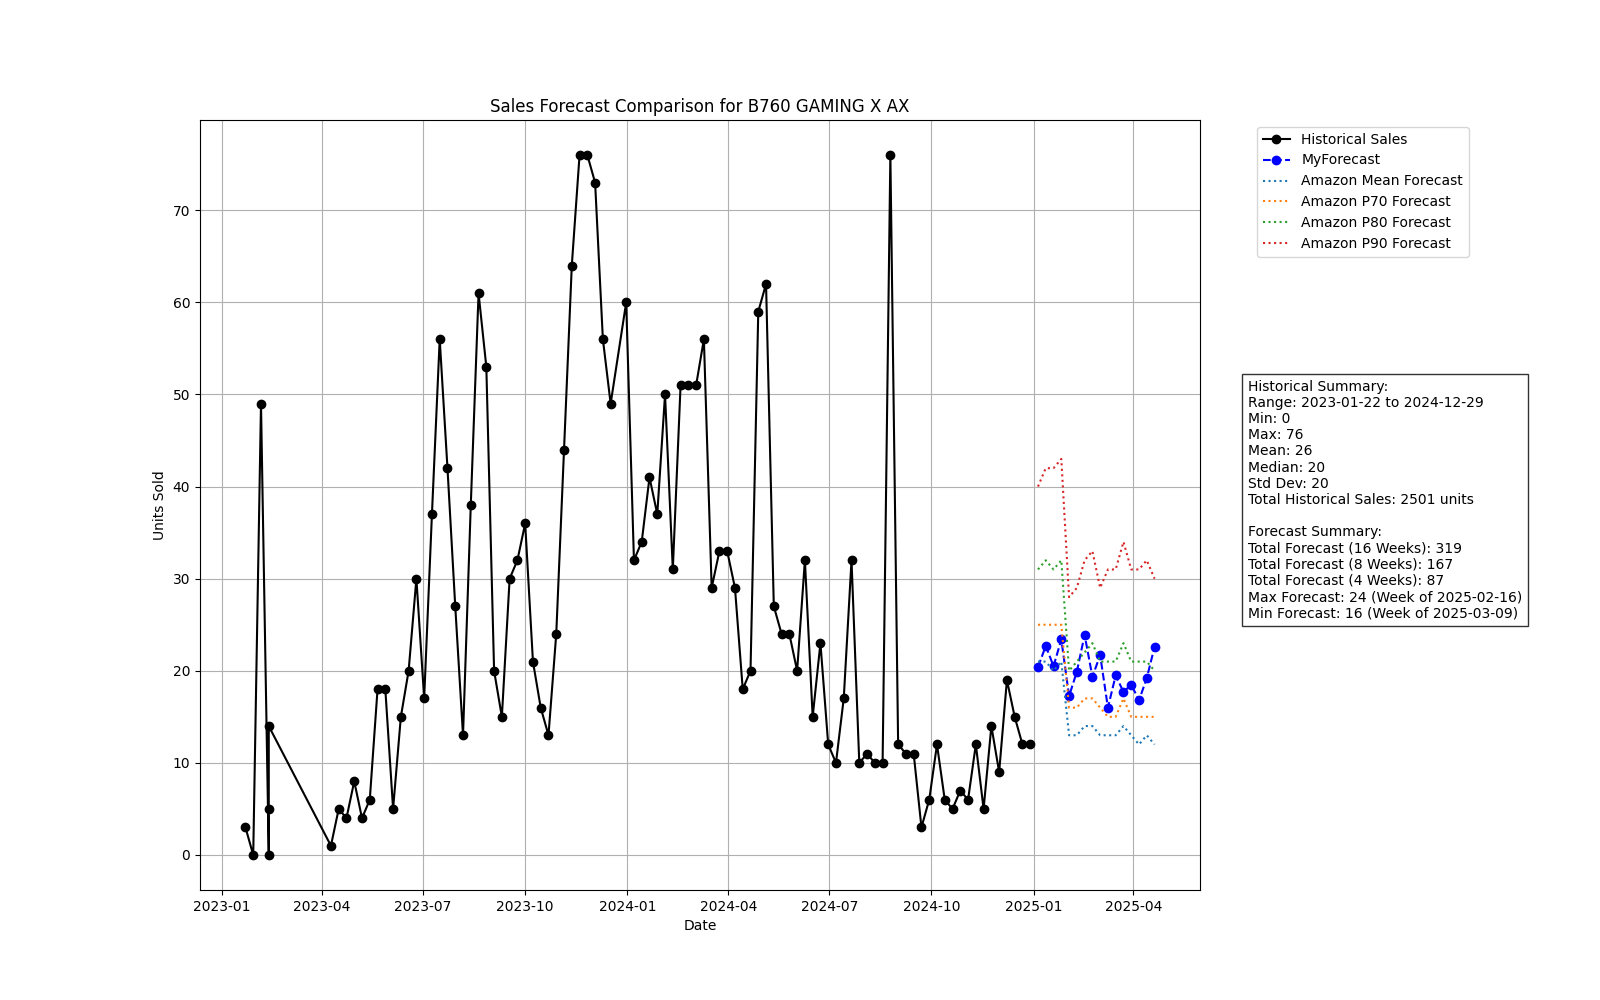 Sales Forecast Comparison for B760 GAMING X AX
Historical Sales
MyForecast
Amazon Mean Forecast
Amazon P70 Forecast
Amazon P80 Forecast
Amazon P90 Forecast
70
60
50
40
30
20
10
0
Units Sold
Historical Summary:
Range: 2023-01-22 to 2024-12-29
Min: 0
Max: 76
Mean: 26
Median: 20
Std Dev: 20
Total Historical Sales: 2501 units
Forecast Summary:
Total Forecast (16 Weeks): 319
Total Forecast (8 Weeks): 167
Total Forecast (4 Weeks): 87
Max Forecast: 24 (Week of 2025-02-16)
Min Forecast: 16 (Week of 2025-03-09)
2023-01 2023-04 2023-07 2023-10 2024-01 2024-04 2024-07 2024-10 2025-01 2025-04
Date